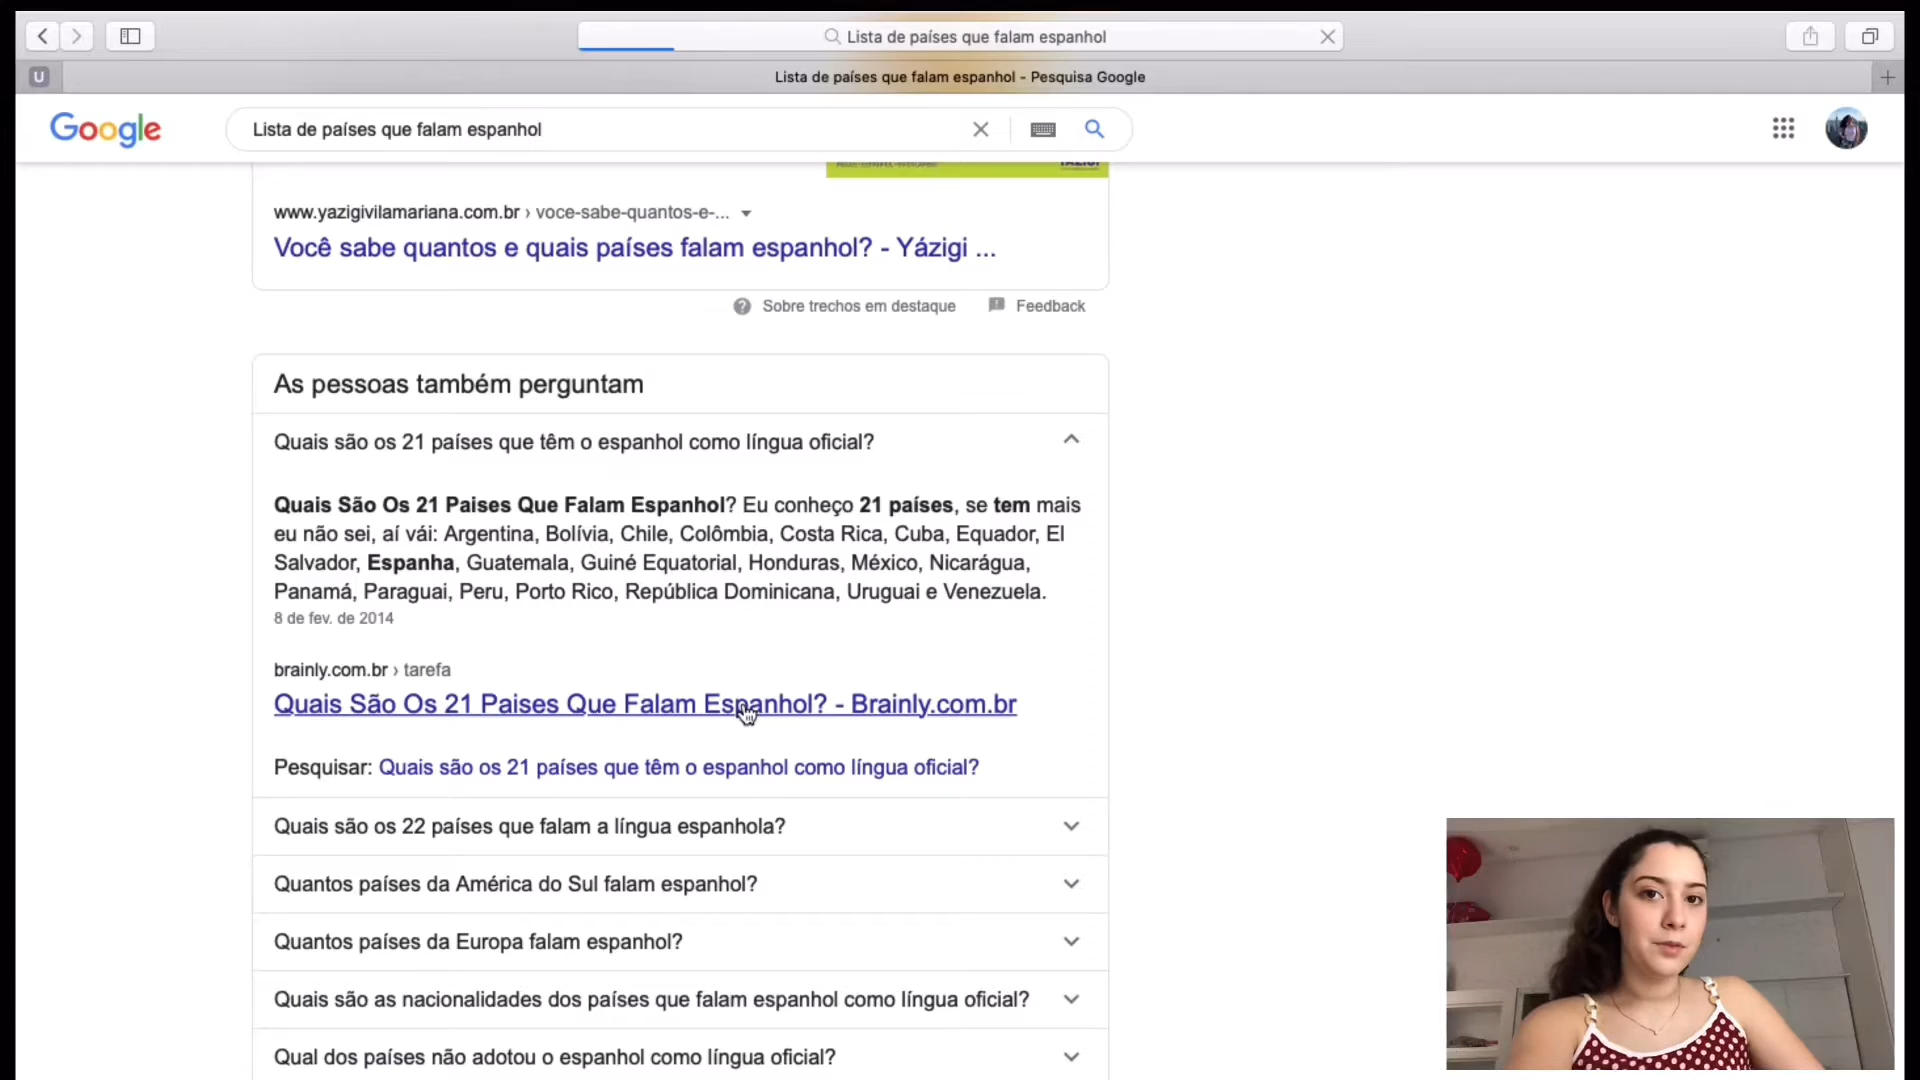 Lista de países que falam espanhol
U
Lista de países que falam espanhol - Pesquisa Google
Google
Lista de países que falam espanhol
www.yazigivilamariana.com.br › voce-sabe-quantos-e-...
Você sabe quantos e quais países falam espanhol? - Yázigi ...
Sobre trechos em destaque
Feedback
As pessoas também perguntam
Quais são os 21 países que têm o espanhol como língua oficial?
Quais São Os 21 Paises Que Falam Espanhol? Eu conheço 21 países, se tem mais
eu não sei, aí vái: Argentina, Bolívia, Chile, Colômbia, Costa Rica, Cuba, Equador, El
Salvador, Espanha, Guatemala, Guiné Equatorial, Honduras, México, Nicarágua,
Panamá, Paraguai, Peru, Porto Rico, República Dominicana, Uruguai e Venezuela.
8 de fev. de 2014
brainly.com.br › tarefa
Quais São Os 21 Paises Que Falam Espanhol? - Brainly.com.br
Pesquisar: Quais são os 21 países que têm o espanhol como língua oficial?
Quais são os 22 países que falam a língua espanhola?
Quantos países da América do Sul falam espanhol?
Quantos países da Europa falam espanhol?
Quais são as nacionalidades dos países que falam espanhol como língua oficial?
Qual dos países não adotou o espanhol como língua oficial?